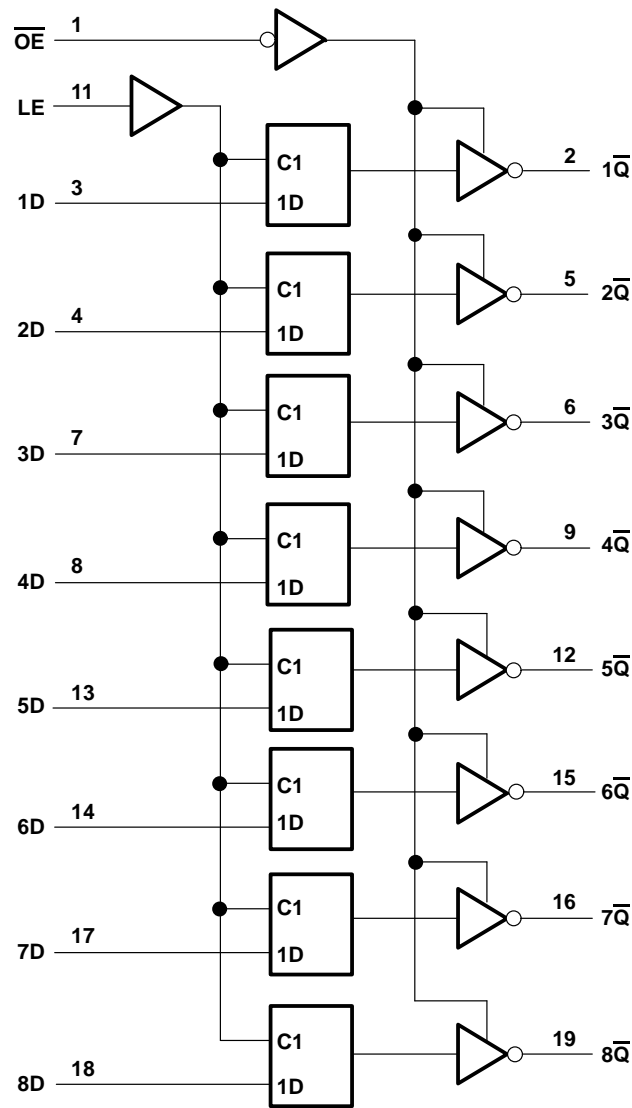 O̅E̅ 1
LE 11
C1
1D 3 1D 2 1Q̅
C1
2D 4 1D 5 2Q̅
C1
3D 7 1D 6 3Q̅
C1
4D 8 1D 9 4Q̅
C1
5D 13 1D 12 5Q̅
C1
6D 14 1D 15 6Q̅
C1
7D 17 1D 16 7Q̅
C1
8D 18 1D 19 8Q̅